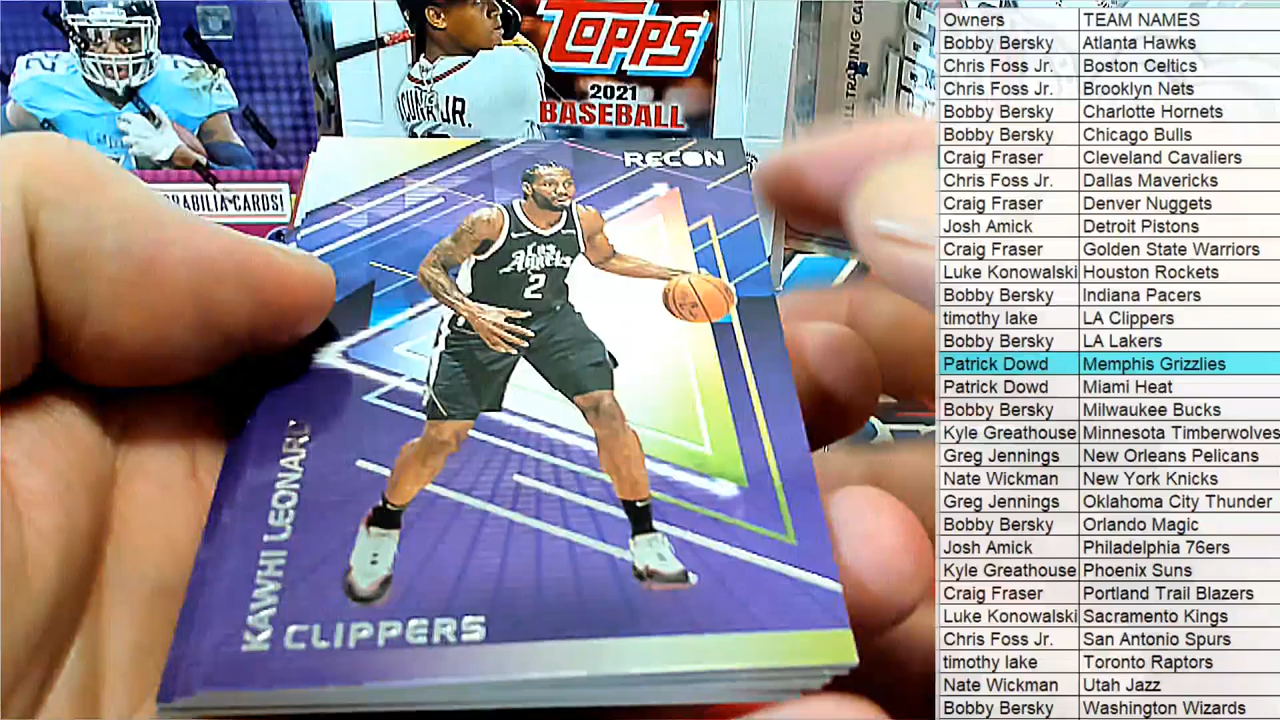 TOPPS
2021
BASEBALL
CUNA JR.
ORABILIA CARDS!
RECON
Los
Angeles
2
KAWHI LEONARD
CLIPPERS
Owners TEAM NAMES
Bobby Bersky Atlanta Hawks
Chris Foss Jr. Boston Celtics
Chris Foss Jr. Brooklyn Nets
Bobby Bersky Charlotte Hornets
Bobby Bersky Chicago Bulls
Craig Fraser Cleveland Cavaliers
Chris Foss Jr. Dallas Mavericks
Craig Fraser Denver Nuggets
Josh Amick Detroit Pistons
Craig Fraser Golden State Warriors
Luke Konowalski Houston Rockets
Bobby Bersky Indiana Pacers
timothy lake LA Clippers
Bobby Bersky LA Lakers
Patrick Dowd Memphis Grizzlies
Patrick Dowd Miami Heat
Bobby Bersky Milwaukee Bucks
Kyle Greathouse Minnesota Timberwolves
Greg Jennings New Orleans Pelicans
Nate Wickman New York Knicks
Greg Jennings Oklahoma City Thunder
Bobby Bersky Orlando Magic
Josh Amick Philadelphia 76ers
Kyle Greathouse Phoenix Suns
Craig Fraser Portland Trail Blazers
Luke Konowalski Sacramento Kings
Chris Foss Jr. San Antonio Spurs
timothy lake Toronto Raptors
Nate Wickman Utah Jazz
Bobby Bersky Washington Wizards